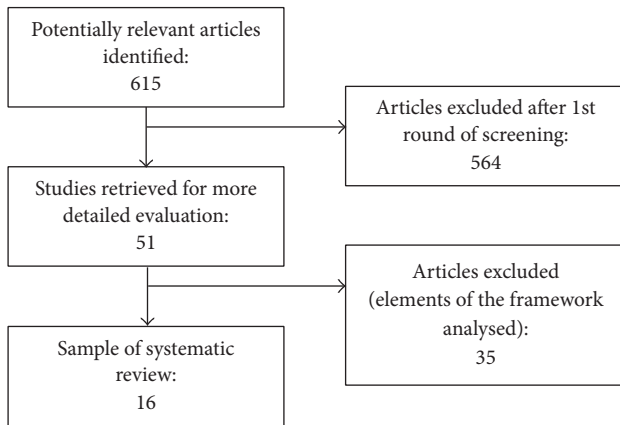 Potentially relevant articles
identified:
615
Articles excluded after 1st
round of screening:
564
Studies retrieved for more
detailed evaluation:
51
Articles excluded
(elements of the framework
analysed):
35
Sample of systematic
review:
16